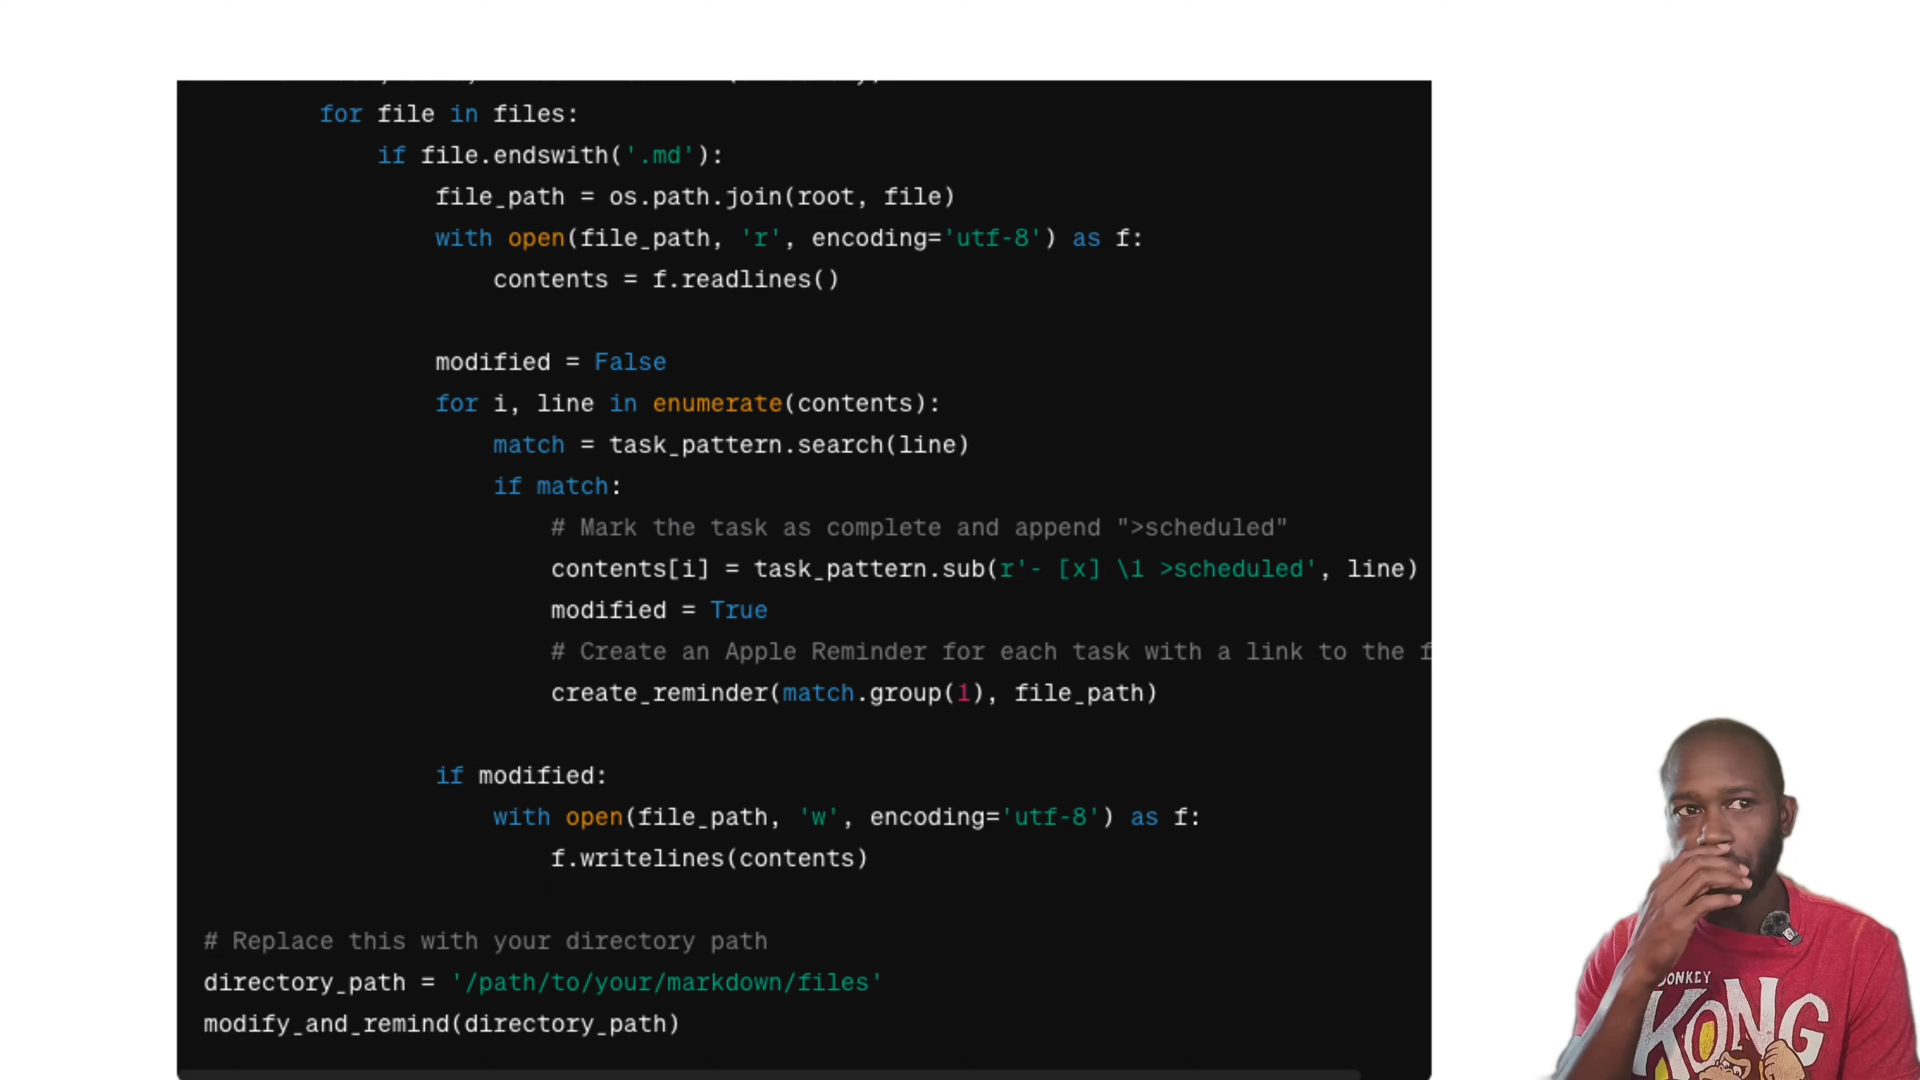 for file in files:
if file.endswith('.md'):
file_path = os.path.join(root, file)
with open(file_path, 'r', encoding='utf-8') as f:
contents = f.readlines()
modified = False
for i, line in enumerate(contents):
match = task_pattern.search(line)
if match:
# Mark the task as complete and append ">scheduled"
contents[i] = task_pattern.sub(r'- [x] \1 >scheduled', line)
modified = True
# Create an Apple Reminder for each task with a link to the f
create_reminder(match.group(1), file_path)
if modified:
with open(file_path, 'w', encoding='utf-8') as f:
f.writelines(contents)
# Replace this with your directory path
directory_path = '/path/to/your/markdown/files'
modify_and_remind(directory_path)
DONKEY
KONG